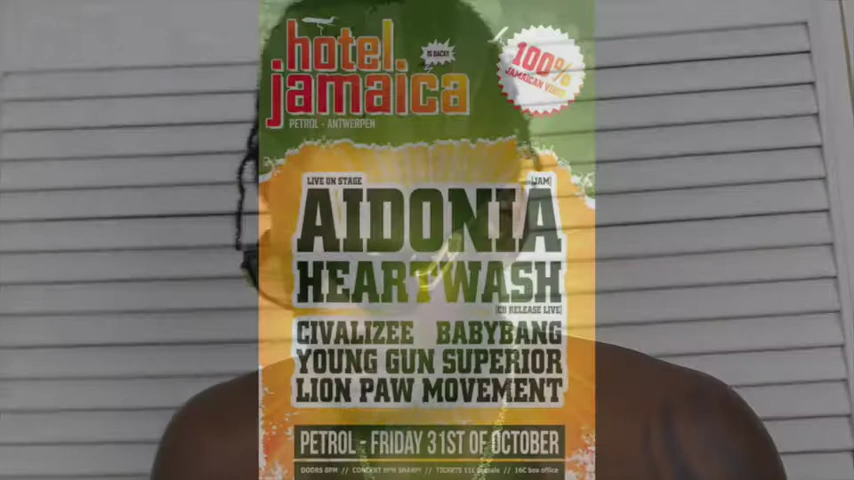 hotel
IS BACK!
jamaica
100%
JAMAICAN VIBES
PETROL - ANTWERPEN
LIVE ON STAGE
[JAM]
AIDONIA
HEARTWASH
[CD RELEASE LIVE]
CIVALIZEE BABYBANG
YOUNG GUN SUPERIOR
LION PAW MOVEMENT
PETROL - FRIDAY 31ST OF OCTOBER
DOORS 8PM // CONCERT 9PM SHARP! // TICKETS 11€ presale // 16€ box office